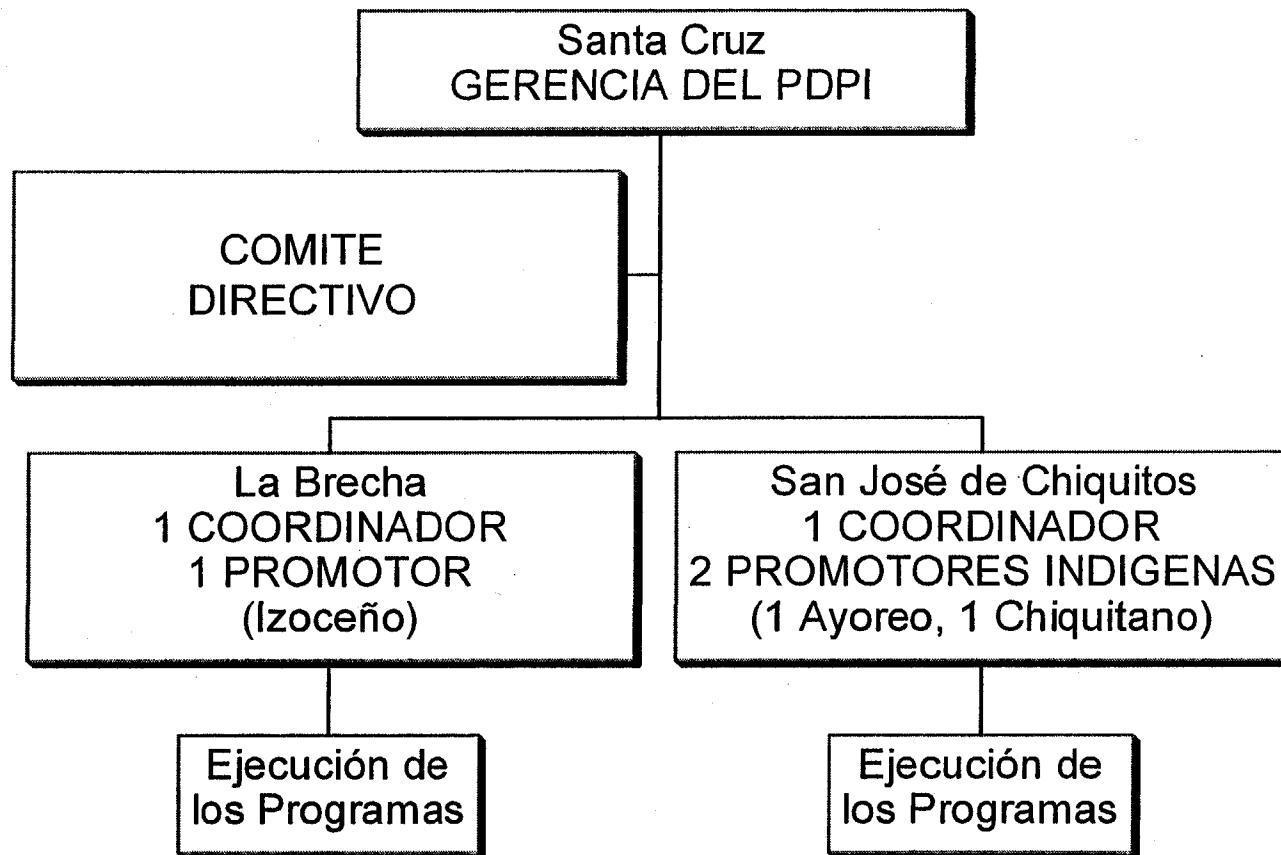 Santa Cruz
GERENCIA DEL PDPI
COMITE
DIRECTIVO
La Brecha
1 COORDINADOR
1 PROMOTOR
(Izoceño)
San José de Chiquitos
1 COORDINADOR
2 PROMOTORES INDIGENAS
(1 Ayoreo, 1 Chiquitano)
Ejecución de
los Programas
Ejecución de
los Programas